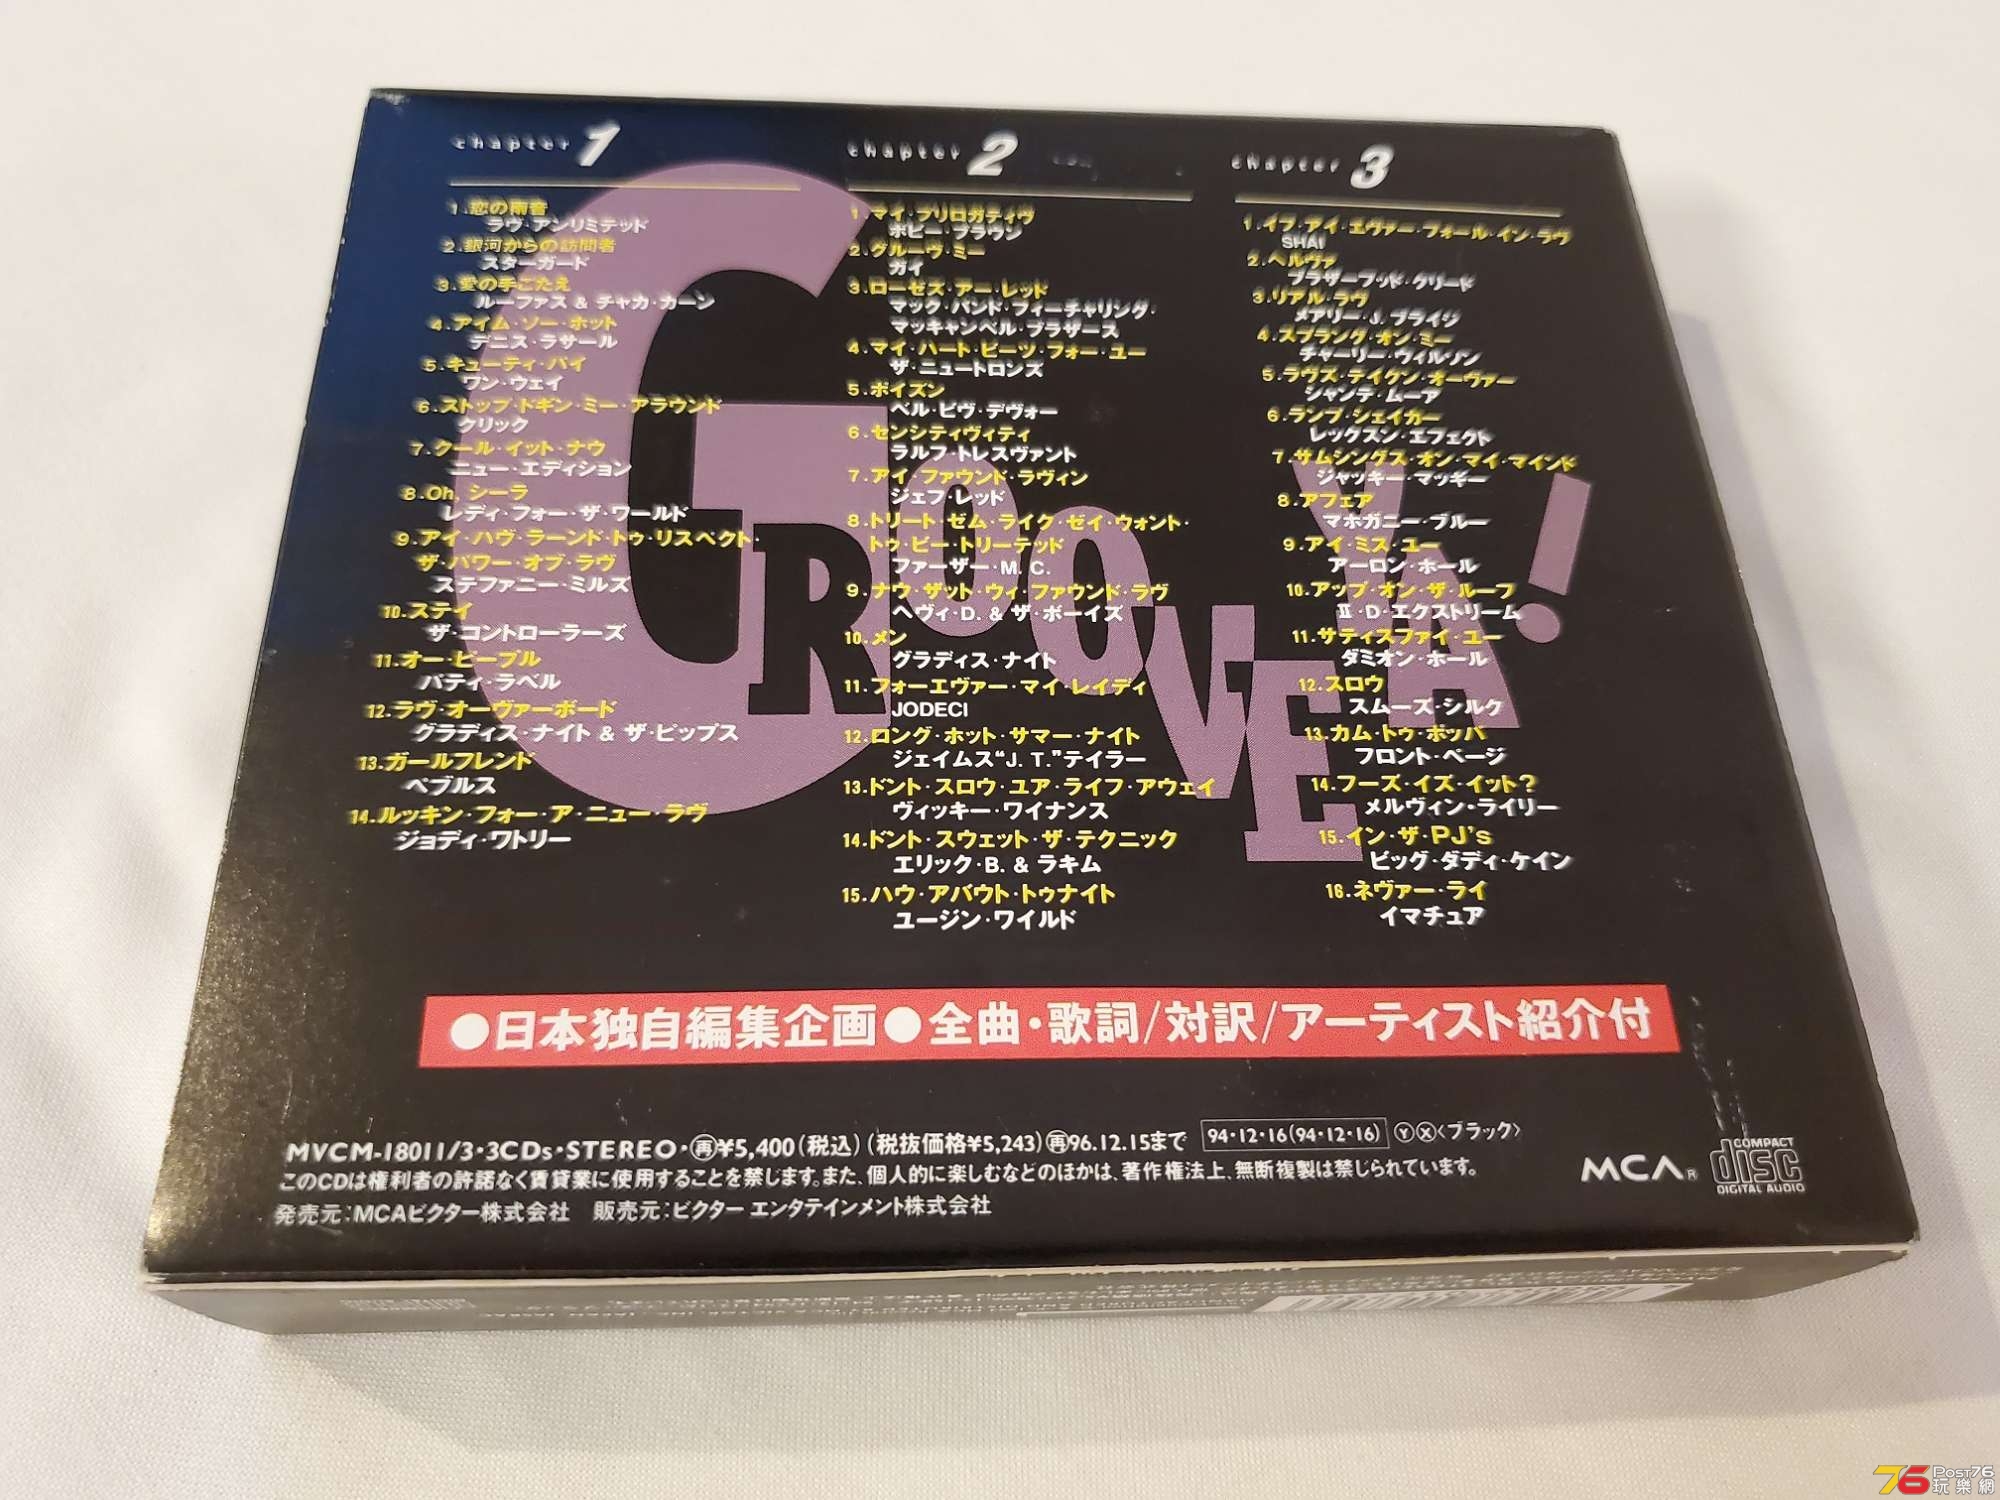 chapter 1
1.恋の雨音
ラヴ・アンリミテッド
2.銀河からの訪問者
スターガード
3.愛の手ごたえ
ルーファス & チャカ・カーン
4.アイム・ソー・ホット
デニス・ラサール
5.キューティ・パイ
ワン・ウェイ
6.ストップ・ドギン・ミー・アラウンド
クリック
7.クール・イット・ナウ
ニュー・エディション
8.Oh, シーラ
レディ・フォー・ザ・ワールド
9.アイ・ハヴ・ラーンド・トゥ・リスペクト・
ザ・パワー・オブ・ラヴ
ステファニー・ミルズ
10.ステイ
ザ・コントローラーズ
11.オー・ピープル
パティ・ラベル
12.ラヴ・オーヴァーボード
グラディス・ナイト & ザ・ピップス
13.ガールフレンド
ペブルス
14.ルッキン・フォー・ア・ニュー・ラヴ
ジョディ・ワトリー
chapter 2
1.マイ・プリロガティヴ
ボビー・ブラウン
2.グルーヴ・ミー
ガイ
3.ローゼス・アー・レッド
マック・バンド・フィーチャリング・
マッキャンベル・ブラザース
4.マイ・ハート・ビーツ・フォー・ユー
ザ・ニュートロンズ
5.ポイズン
ベル・ビヴ・デヴォー
6.センシティヴィティ
ラルフ・トレスヴァント
7.アイ・ファウンド・ラヴィン
ジェフ・レッド
8.トリート・ゼム・ライク・ゼイ・ウォント・
トゥ・ビー・トリーテッド
ファーザー・M.C.
9.ナウ・ザット・ウィ・ファウンド・ラヴ
ヘヴィ・D. & ザ・ボーイズ
10.メン
グラディス・ナイト
11.フォーエヴァー・マイ・レイディ
JODECI
12.ロング・ホット・サマー・ナイト
ジェイムス“J. T.”テイラー
13.ドント・スロウ・ユア・ライフ・アウェイ
ヴィッキー・ワイナンス
14.ドント・スウェット・ザ・テクニック
エリック・B. & ラキム
15.ハウ・アバウト・トゥナイト
ユージン・ワイルド
chapter 3
1.イフ・アイ・エヴァー・フォール・イン・ラヴ
SHAI
2.ヘルヴァ
ブラザーフッド・クリード
3.リアル・ラヴ
メアリー・J.ブライジ
4.スプラング・オン・ミー
チャーリー・ウィルソン
5.ラヴズ・テイクン・オーヴァー
シャンテ・ムーア
6.ランプ・シェイカー
レックスン・エフェクト
7.サムシングス・オン・マイ・マインド
ジャッキー・マッギー
8.アフェア
マホガニー・ブルー
9.アイ・ミス・ユー
アーロン・ホール
10.アップ・オン・ザ・ルーフ
II・D・エクストリーム
11.サティスファイ・ユー
ダミオン・ホール
12.スロウ
スムーズ・シルク
13.カム・トゥ・ポッパ
フロント・ページ
14.フーズ・イズ・イット?
メルヴィン・ライリー
15.イン・ザ・PJ's
ビッグ・ダディ・ケイン
16.ネヴァー・ライ
イマチュア
GROOVE YA!
●日本独自編集企画●全曲・歌詞/対訳/アーティスト紹介付
MVCM-18011/3・3CDs・STEREO・再¥5,400(税込)(税抜価格¥5,243)再96.12.15まで 94・12・16(94・12・16) YX〈ブラック〉
このCDは権利者の許諾なく賃貸業に使用することを禁じます。また、個人的に楽しむなどのほかは、著作権法上、無断複製は禁じられています。
発売元:MCAビクター株式会社 販売元:ビクター エンタテインメント株式会社
MCA®
COMPACT
disc
DIGITAL AUDIO
76 Post76
玩樂網